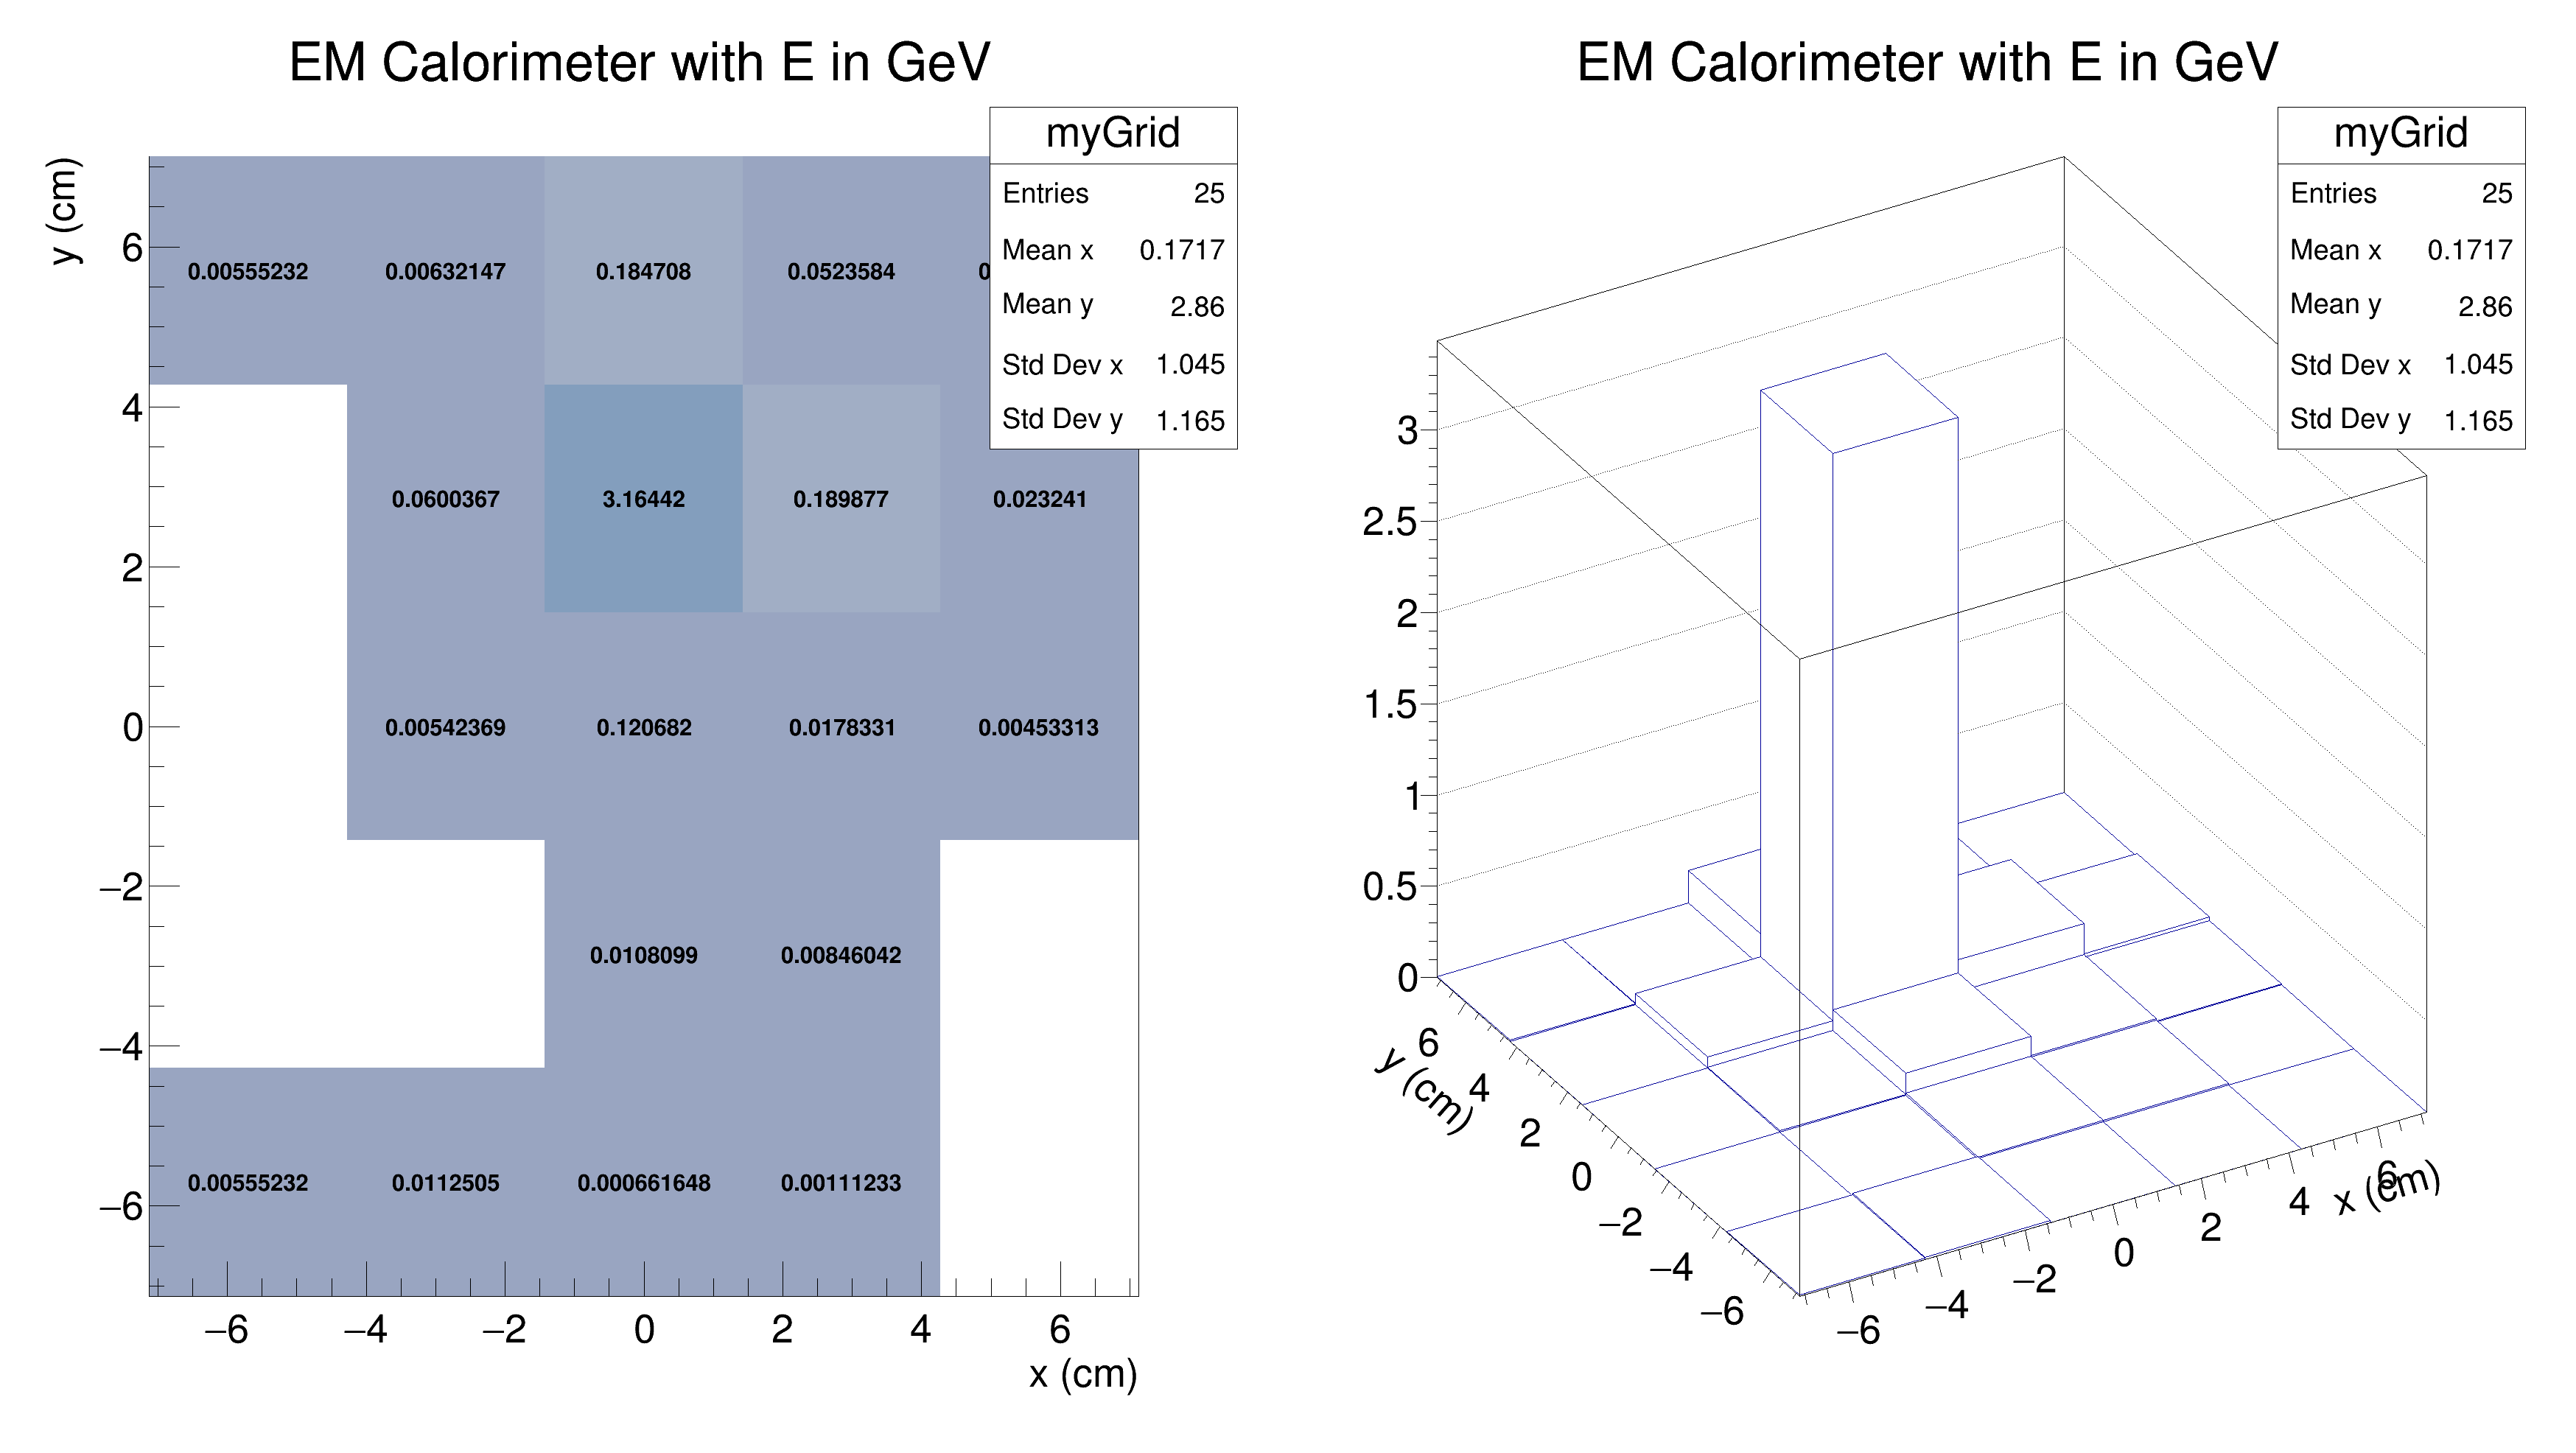 EM Calorimeter with E in GeV
myGrid
Entries 25
Mean x 0.1717
Mean y 2.86
Std Dev x 1.045
Std Dev y 1.165
y (cm)
6
4
2
0
−2
−4
−6
0.00555232 0.00632147 0.184708 0.0523584
0.0600367 3.16442 0.189877 0.023241
0.00542369 0.120682 0.0178331 0.00453313
0.0108099 0.00846042
0.00555232 0.0112505 0.000661648 0.00111233
−6 −4 −2 0 2 4 6
x (cm)
EM Calorimeter with E in GeV
myGrid
Entries 25
Mean x 0.1717
Mean y 2.86
Std Dev x 1.045
Std Dev y 1.165
3
2.5
2
1.5
1
0.5
0
6
4
2
0
−2
−4
−6
y (cm)
−6 −4 −2 0 2 4 6
x (cm)